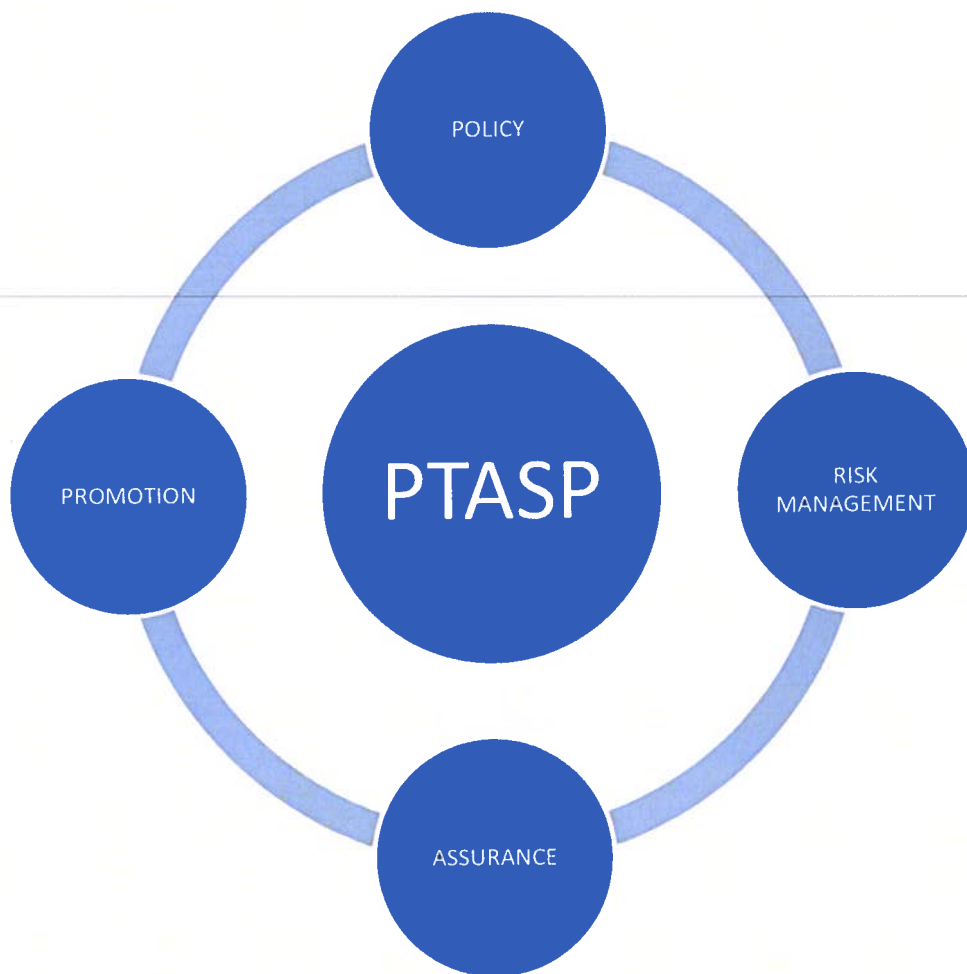 POLICY
PROMOTION
PTASP
RISK
MANAGEMENT
ASSURANCE